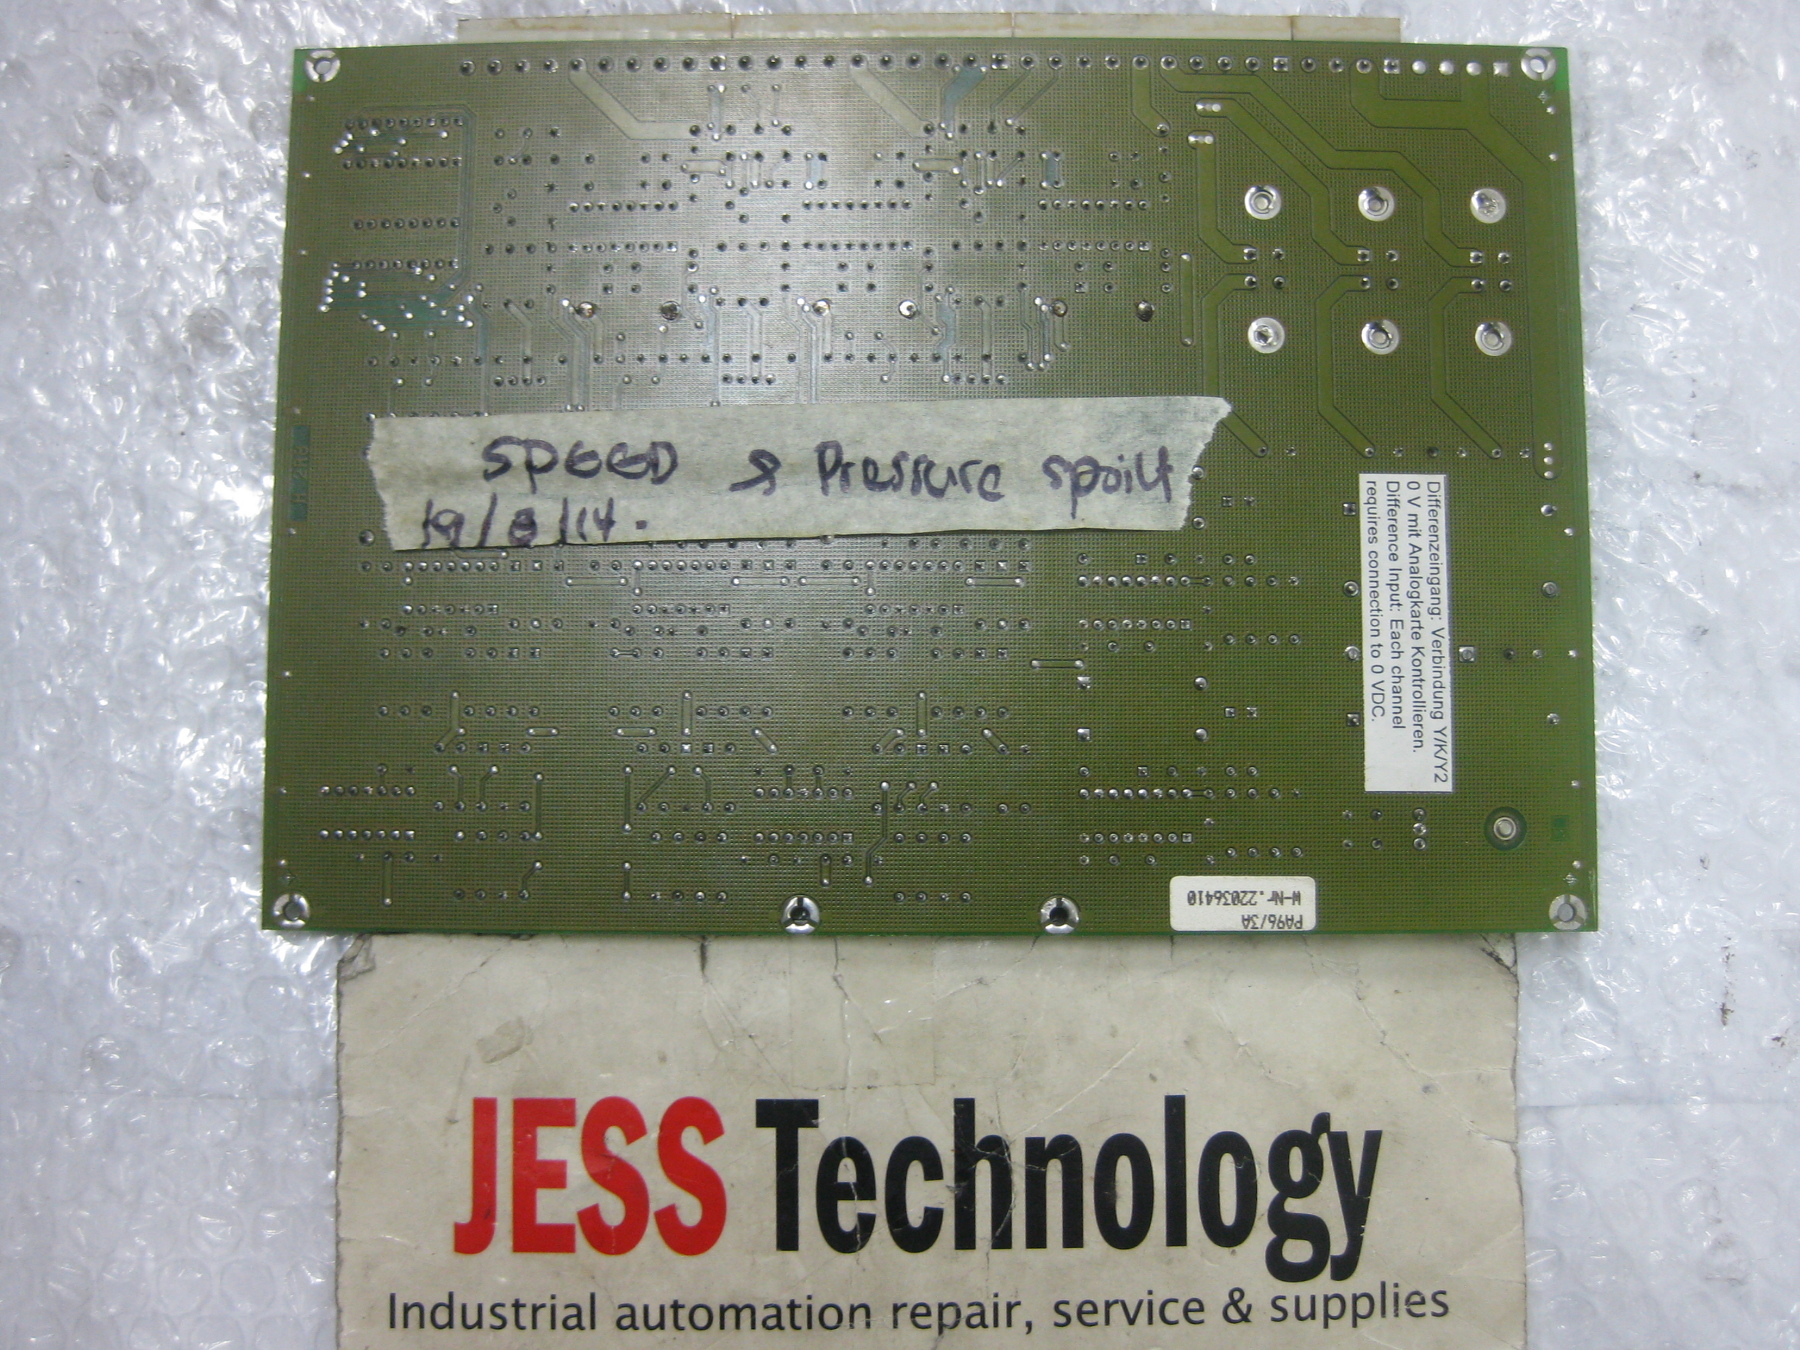 SPEED & Pressure spoilt
19/8/14.
Differenzeingang: Verbindung Y/K/Y2
0 V mit Analogkarte Kontrollieren.
Difference Input: Each channel
requires connection to 0 VDC.
PA96/3A
W-Nr.22036410
JESS Technology
Industrial automation repair, service & supplies